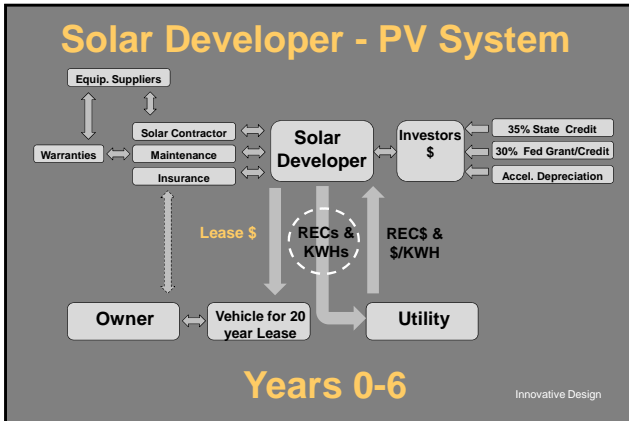 Solar Developer - PV System
Equip. Suppliers
Solar Contractor
Warranties
Maintenance
Insurance
Solar
Developer
Investors
$
35% State Credit
30% Fed Grant/Credit
Accel. Depreciation
Lease $
RECs &
KWHs
REC$ &
$/KWH
Owner
Vehicle for 20
year Lease
Utility
Years 0-6
Innovative Design